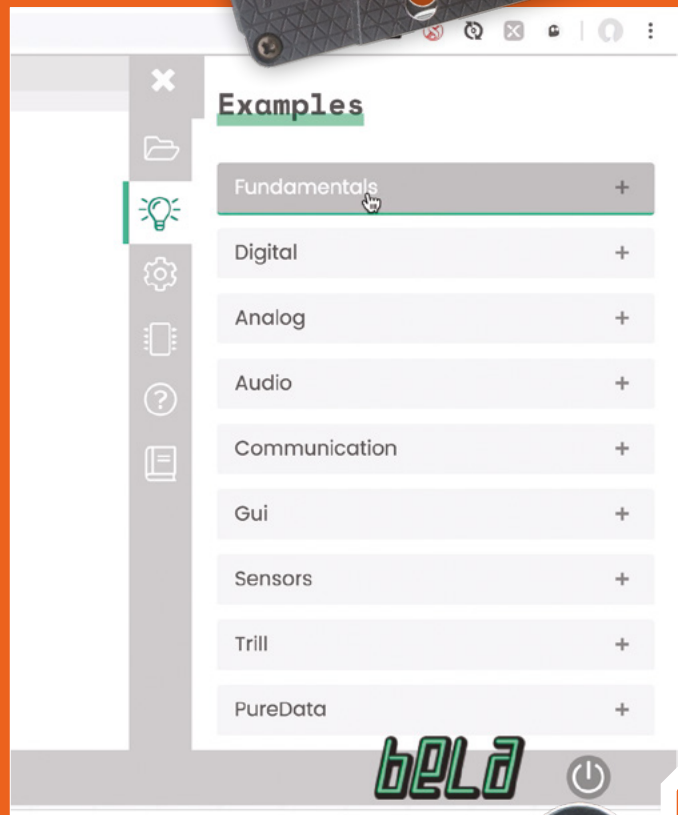 Examples
Fundamentals
Digital
Analog
Audio
Communication
Gui
Sensors
Trill
PureData
bela